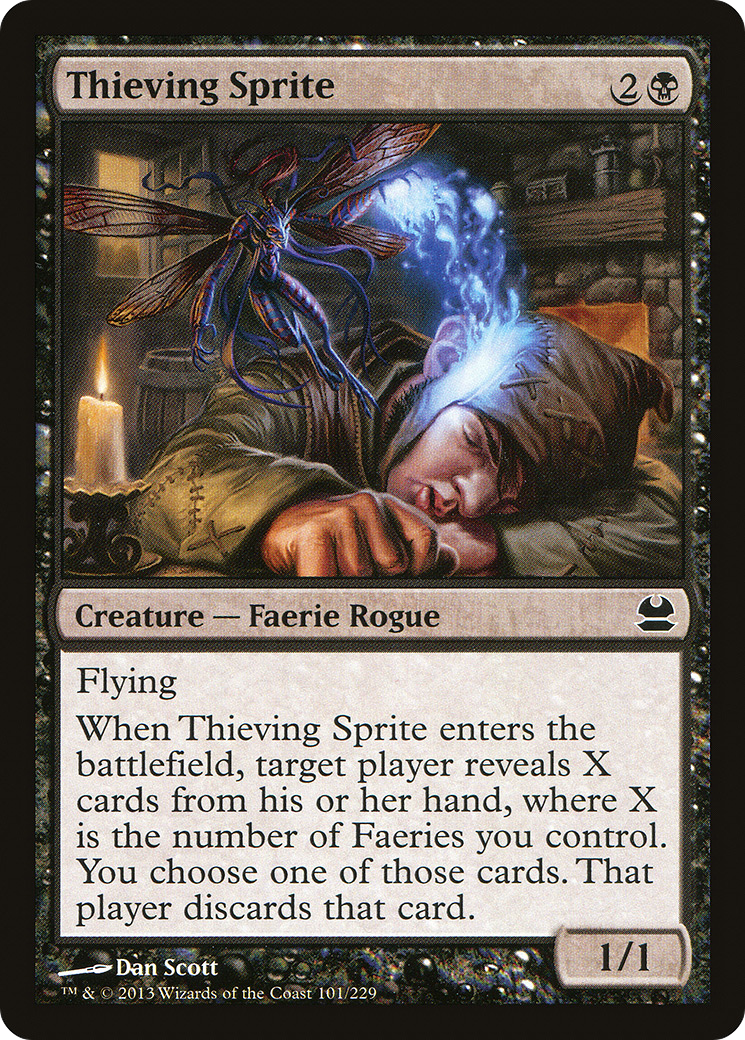 Thieving Sprite 2
Creature — Faerie Rogue
Flying
When Thieving Sprite enters the
battlefield, target player reveals X
cards from his or her hand, where X
is the number of Faeries you control.
You choose one of those cards. That
player discards that card.
1/1
Dan Scott
™ & © 2013 Wizards of the Coast 101/229